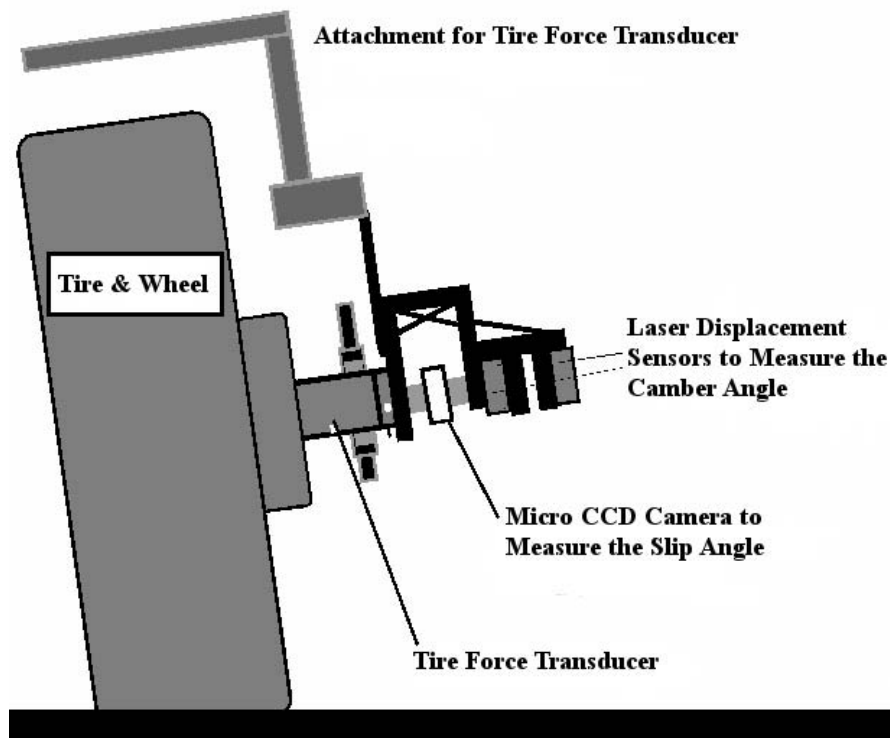 Attachment for Tire Force Transducer
Tire & Wheel
Laser Displacement
Sensors to Measure the
Camber Angle
Micro CCD Camera to
Measure the Slip Angle
Tire Force Transducer